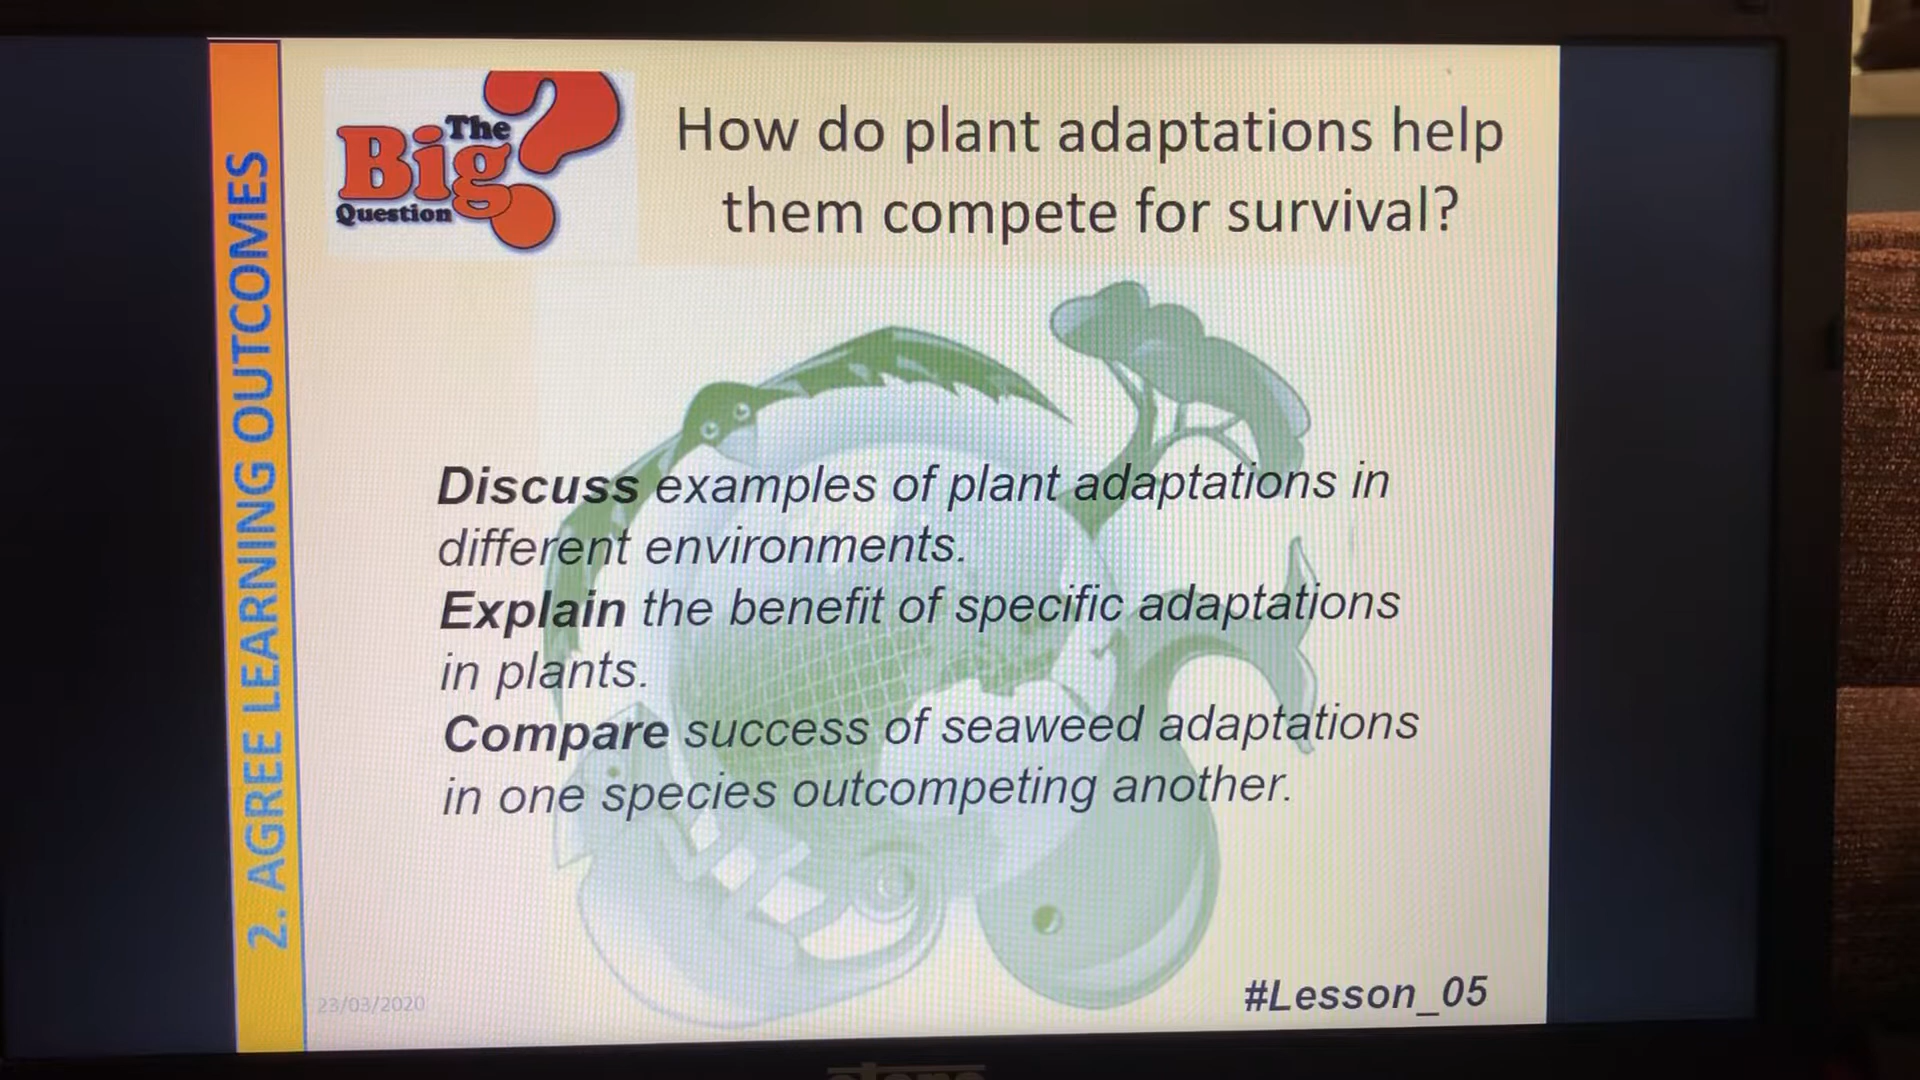 2. AGREE LEARNING OUTCOMES
The
Big
Question
How do plant adaptations help
them compete for survival?
Discuss examples of plant adaptations in
different environments.
Explain the benefit of specific adaptations
in plants.
Compare success of seaweed adaptations
in one species outcompeting another.
23/03/2020
#Lesson_05